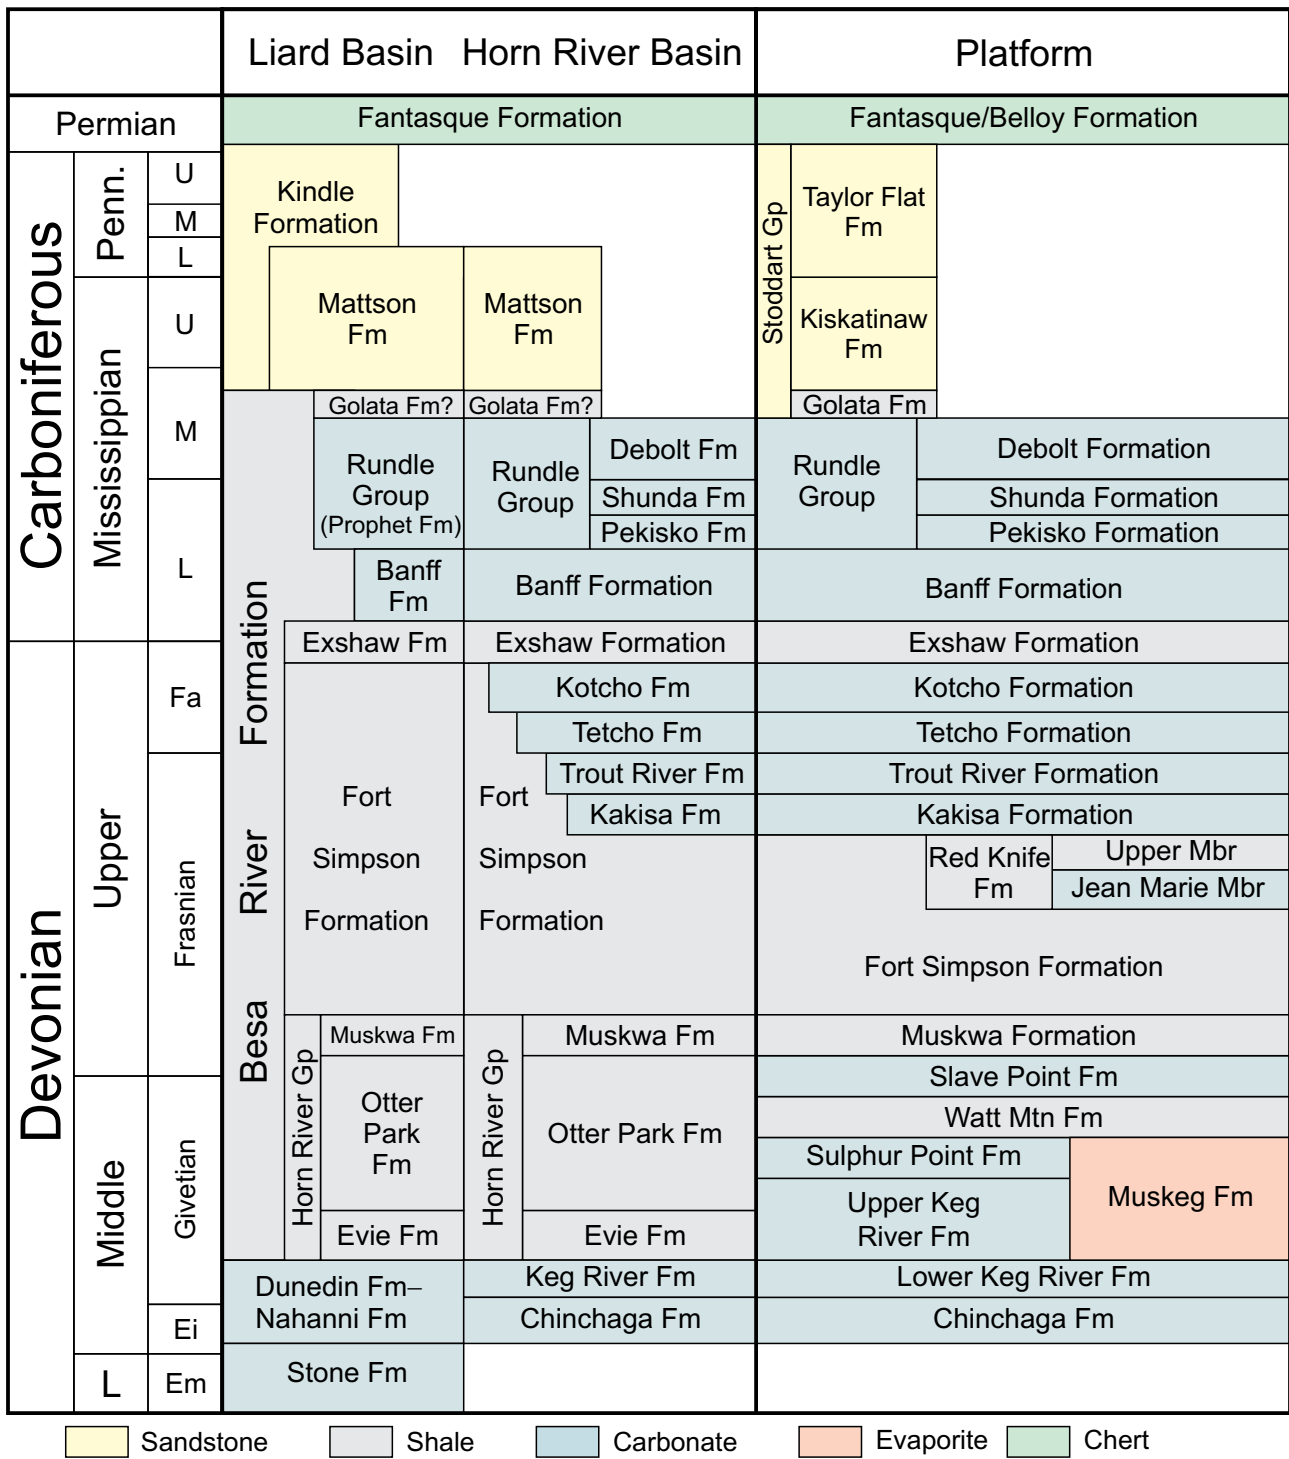 Liard Basin
Horn River Basin
Platform
Permian
Fantasque Formation
Fantasque/Belloy Formation
Carboniferous
Penn.
U
M
L
Mississippian
U
M
L
Devonian
Upper
Fa
Frasnian
Middle
Givetian
Ei
L
Em
Kindle
Formation
Mattson
Fm
Mattson
Fm
Stoddart Gp
Taylor Flat
Fm
Kiskatinaw
Fm
Golata Fm?
Golata Fm?
Golata Fm
Besa River Formation
Rundle
Group
(Prophet Fm)
Rundle
Group
Debolt Fm
Shunda Fm
Pekisko Fm
Rundle
Group
Debolt Formation
Shunda Formation
Pekisko Formation
Banff
Fm
Banff Formation
Banff Formation
Exshaw Fm
Exshaw Formation
Exshaw Formation
Fort
Simpson
Formation
Fort
Simpson
Formation
Kotcho Fm
Tetcho Fm
Trout River Fm
Kakisa Fm
Kotcho Formation
Tetcho Formation
Trout River Formation
Kakisa Formation
Red Knife
Fm
Upper Mbr
Jean Marie Mbr
Fort Simpson Formation
Horn River Gp
Muskwa Fm
Otter
Park
Fm
Evie Fm
Horn River Gp
Muskwa Fm
Otter Park Fm
Evie Fm
Muskwa Formation
Slave Point Fm
Watt Mtn Fm
Sulphur Point Fm
Upper Keg
River Fm
Muskeg Fm
Dunedin Fm–
Nahanni Fm
Keg River Fm
Chinchaga Fm
Lower Keg River Fm
Chinchaga Fm
Stone Fm
Sandstone
Shale
Carbonate
Evaporite
Chert